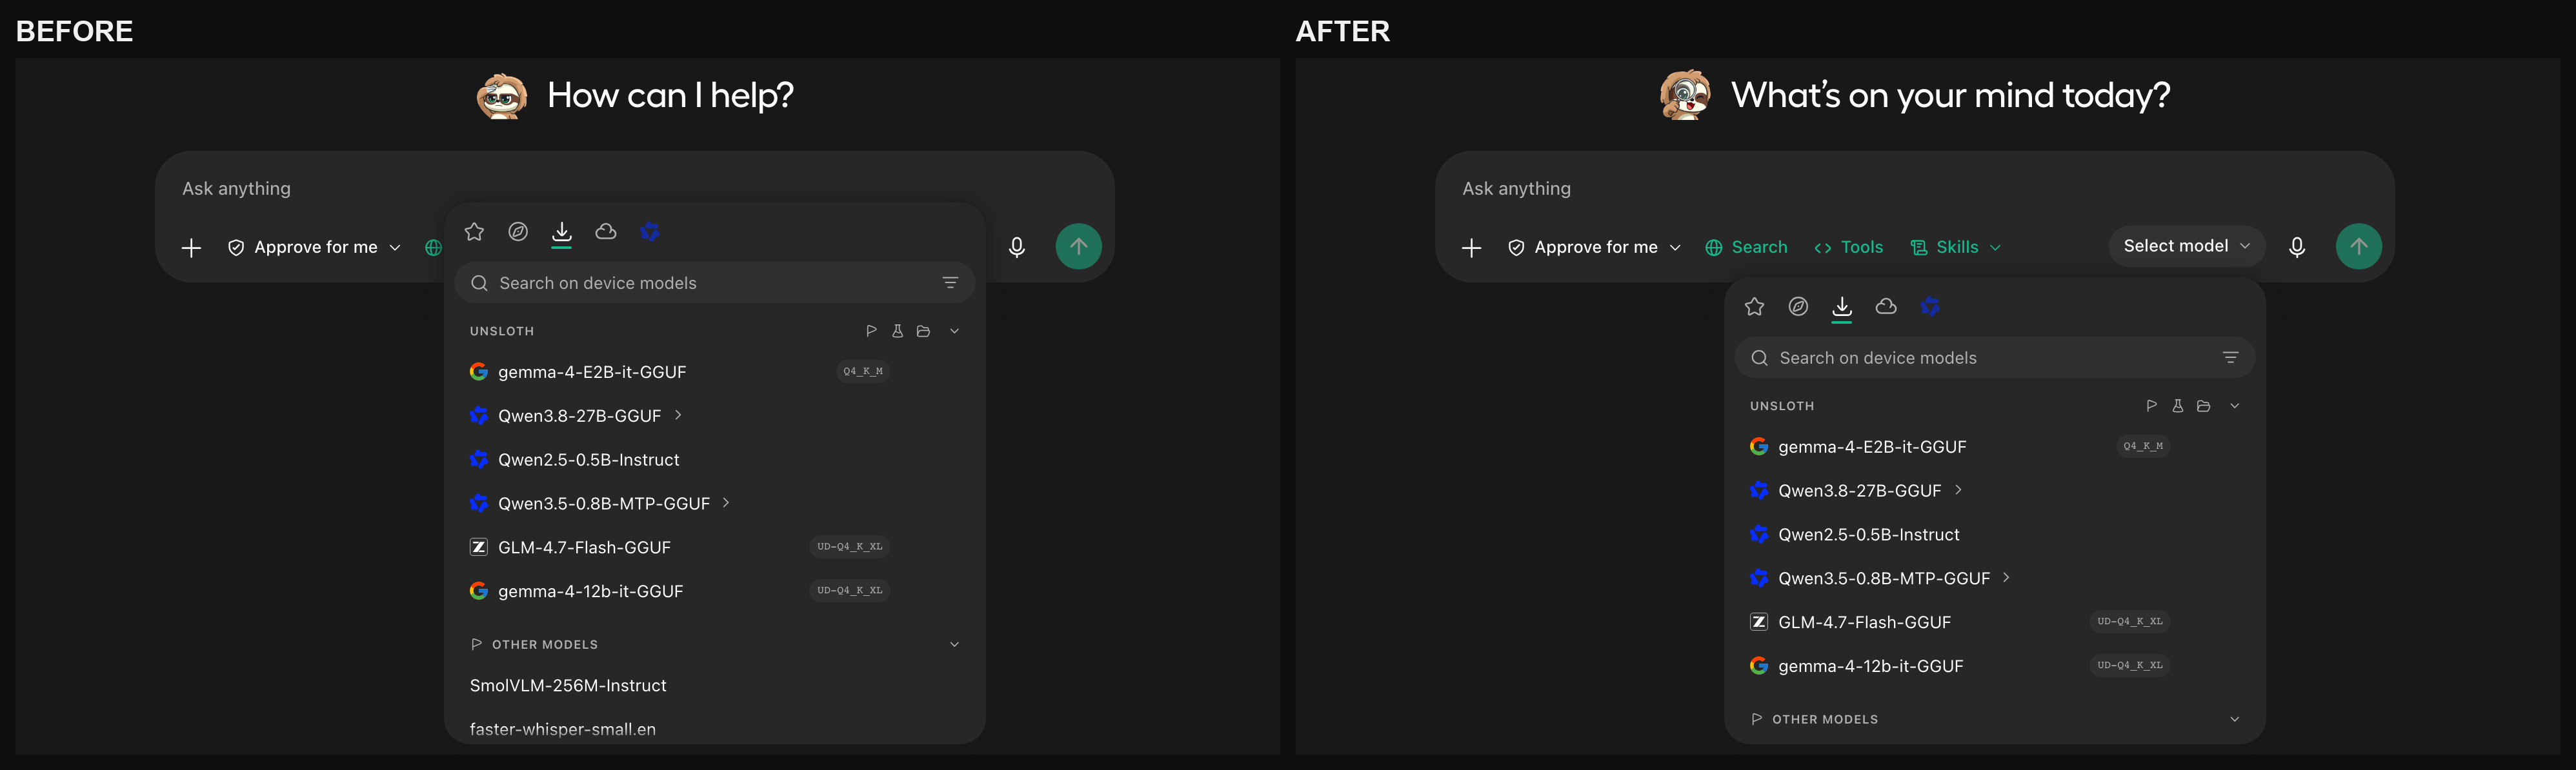 BEFORE
How can I help?
Ask anything
Approve for me
Search on device models
UNSLOTH
gemma-4-E2B-it-GGUF Q4_K_M
Qwen3.8-27B-GGUF
Qwen2.5-0.5B-Instruct
Qwen3.5-0.8B-MTP-GGUF
GLM-4.7-Flash-GGUF UD-Q4_K_XL
gemma-4-12b-it-GGUF UD-Q4_K_XL
OTHER MODELS
SmolVLM-256M-Instruct
faster-whisper-small.en
AFTER
What's on your mind today?
Ask anything
Approve for me Search Tools Skills Select model
Search on device models
UNSLOTH
gemma-4-E2B-it-GGUF Q4_K_M
Qwen3.8-27B-GGUF
Qwen2.5-0.5B-Instruct
Qwen3.5-0.8B-MTP-GGUF
GLM-4.7-Flash-GGUF UD-Q4_K_XL
gemma-4-12b-it-GGUF UD-Q4_K_XL
OTHER MODELS